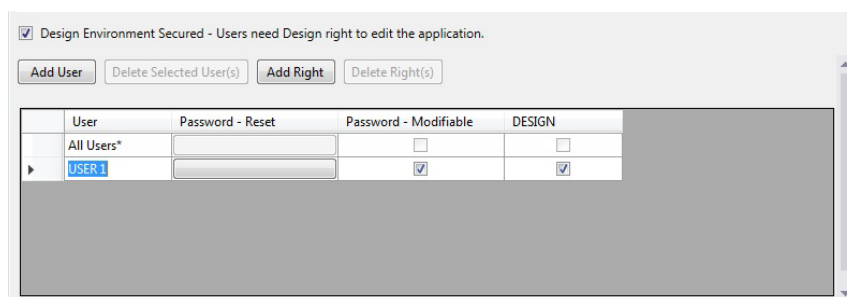 Design Environment Secured - Users need Design right to edit the application.
Add User Delete Selected User(s) Add Right Delete Right(s)
User Password - Reset Password - Modifiable DESIGN
All Users*
USER 1